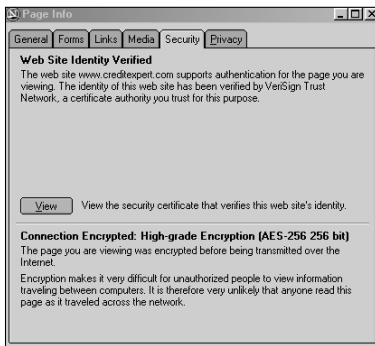 Page Info
General Forms Links Media Security Privacy
Web Site Identity Verified
The web site www.creditexpert.com supports authentication for the page you are
viewing. The identity of this web site has been verified by VeriSign Trust
Network, a certificate authority you trust for this purpose.
View View the security certificate that verifies this web site's identity.
Connection Encrypted: High-grade Encryption (AES-256 256 bit)
The page you are viewing was encrypted before being transmitted over the
Internet.
Encryption makes it very difficult for unauthorized people to view information
traveling between computers. It is therefore very unlikely that anyone read this
page as it traveled across the network.